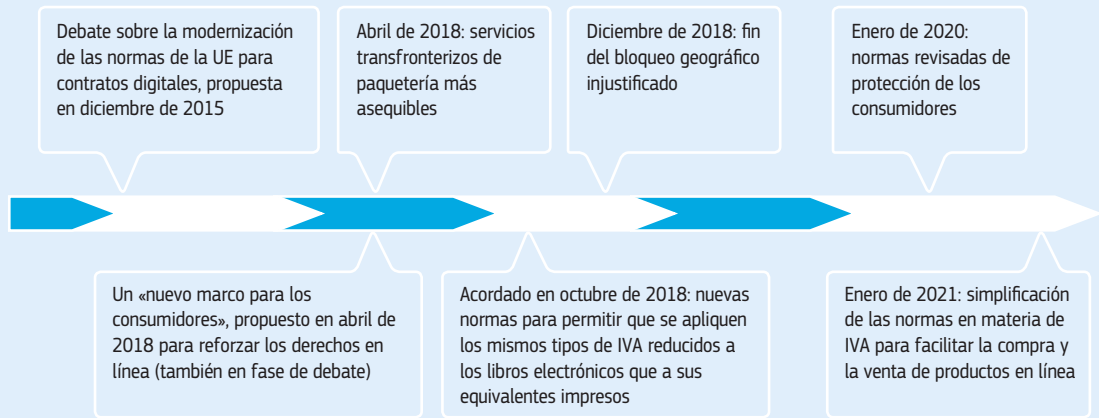 Debate sobre la modernización
de las normas de la UE para
contratos digitales, propuesta
en diciembre de 2015
Abril de 2018: servicios
transfronterizos de
paquetería más
asequibles
Diciembre de 2018: fin
del bloqueo geográfico
injustificado
Enero de 2020:
normas revisadas de
protección de los
consumidores
Un «nuevo marco para los
consumidores», propuesto en abril de
2018 para reforzar los derechos en
línea (también en fase de debate)
Acordado en octubre de 2018: nuevas
normas para permitir que se apliquen
los mismos tipos de IVA reducidos a
los libros electrónicos que a sus
equivalentes impresos
Enero de 2021: simplificación
de las normas en materia de
IVA para facilitar la compra y
la venta de productos en línea